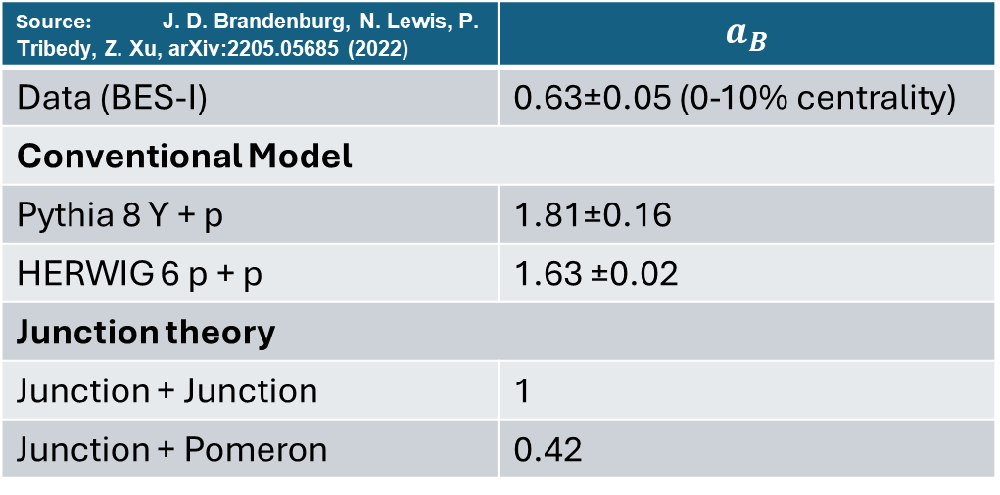 Source: J. D. Brandenburg, N. Lewis, P.
Tribedy, Z. Xu, arXiv:2205.05685 (2022)
a_B
Data (BES-I) 0.63±0.05 (0-10% centrality)
Conventional Model
Pythia 8 ϒ + p 1.81±0.16
HERWIG 6 p + p 1.63 ±0.02
Junction theory
Junction + Junction 1
Junction + Pomeron 0.42